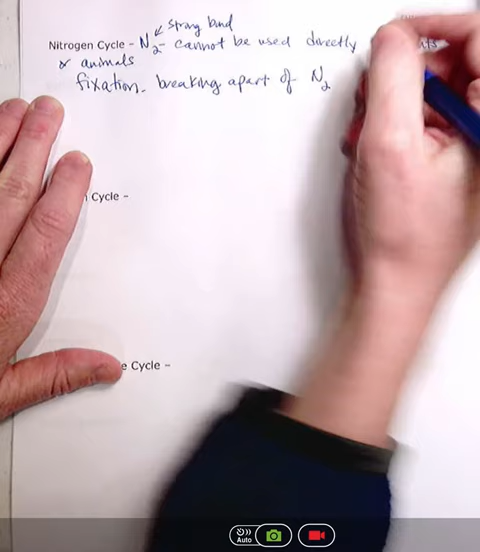 ↙ strong bond
Nitrogen Cycle - N₂ - cannot be used directly
& animals
fixation - breaking apart of N₂
Cycle -
e Cycle -
Auto